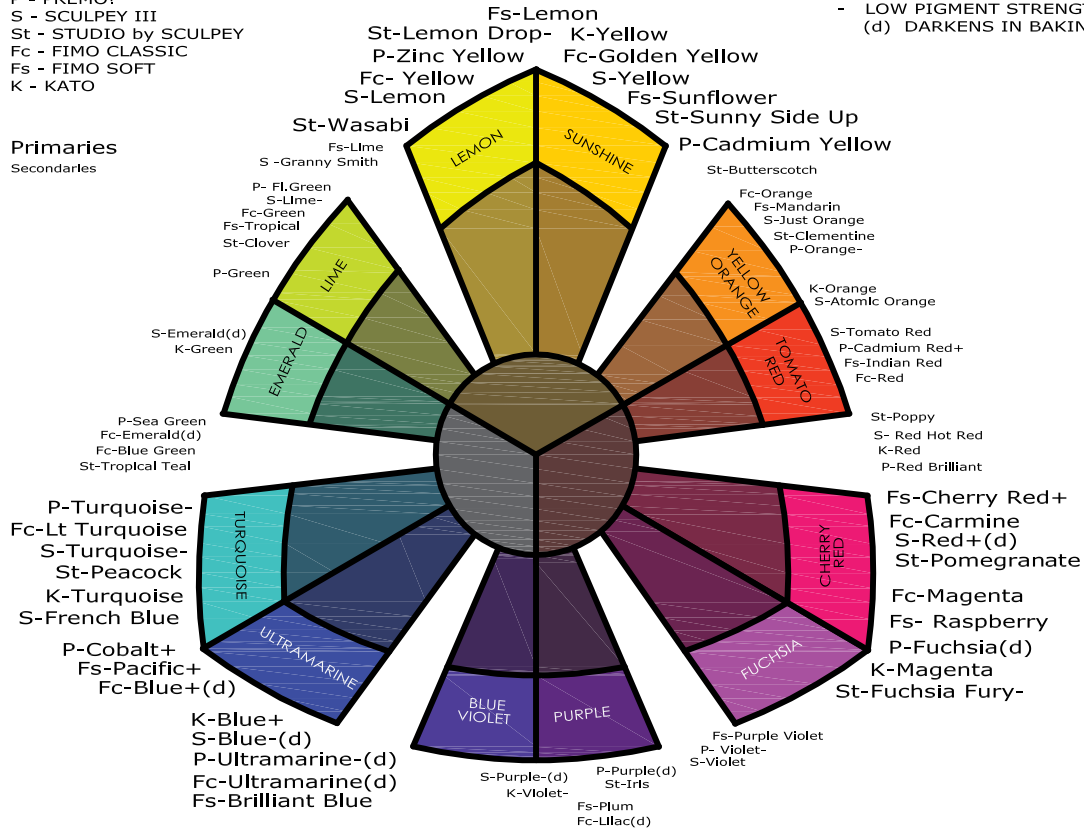 P - PREMO!
S - SCULPEY III
St - STUDIO by SCULPEY
Fc - FIMO CLASSIC
Fs - FIMO SOFT
K - KATO
- LOW PIGMENT STRENGT
(d) DARKENS IN BAKIN
Primaries
Secondaries
Fs-Lemon
St-Lemon Drop-
K-Yellow
P-Zinc Yellow
Fc-Golden Yellow
Fc- Yellow
S-Yellow
S-Lemon
Fs-Sunflower
St-Sunny Side Up
St-Wasabi
P-Cadmium Yellow
Fs-LIme
S -Granny Smith
St-Butterscotch
P- Fl.Green
S-LIme-
Fc-Green
Fs-Tropical
St-Clover
P-Green
Fc-Orange
Fs-Mandarin
S-Just Orange
St-Clementine
P-Orange-
K-Orange
S-AtomIc Orange
S-Emerald(d)
K-Green
S-Tomato Red
P-Cadmium Red+
Fs-Indian Red
Fc-Red
P-Sea Green
Fc-Emerald(d)
Fc-Blue Green
St-TropIcal Teal
St-Poppy
S- Red Hot Red
K-Red
P-Red Brilliant
LEMON
SUNSHINE
LIME
EMERALD
YELLOW
ORANGE
TOMATO
RED
TURQUOISE
ULTRAMARINE
BLUE
VIOLET
PURPLE
FUCHSIA
CHERRY
RED
P-Turquoise-
Fc-Lt Turquoise
S-Turquoise-
St-Peacock
K-Turquoise
S-French Blue
P-Cobalt+
Fs-Pacific+
Fc-Blue+(d)
K-Blue+
S-Blue-(d)
P-Ultramarine-(d)
Fc-Ultramarine(d)
Fs-Brilliant Blue
Fs-Cherry Red+
Fc-Carmine
S-Red+(d)
St-Pomegranate
Fc-Magenta
Fs- Raspberry
P-Fuchsia(d)
K-Magenta
St-Fuchsia Fury-
Fs-Purple Violet
P- Violet-
S-Violet
S-Purple-(d)
K-VIolet-
P-Purple(d)
St-IrIs
Fs-Plum
Fc-LIlac(d)